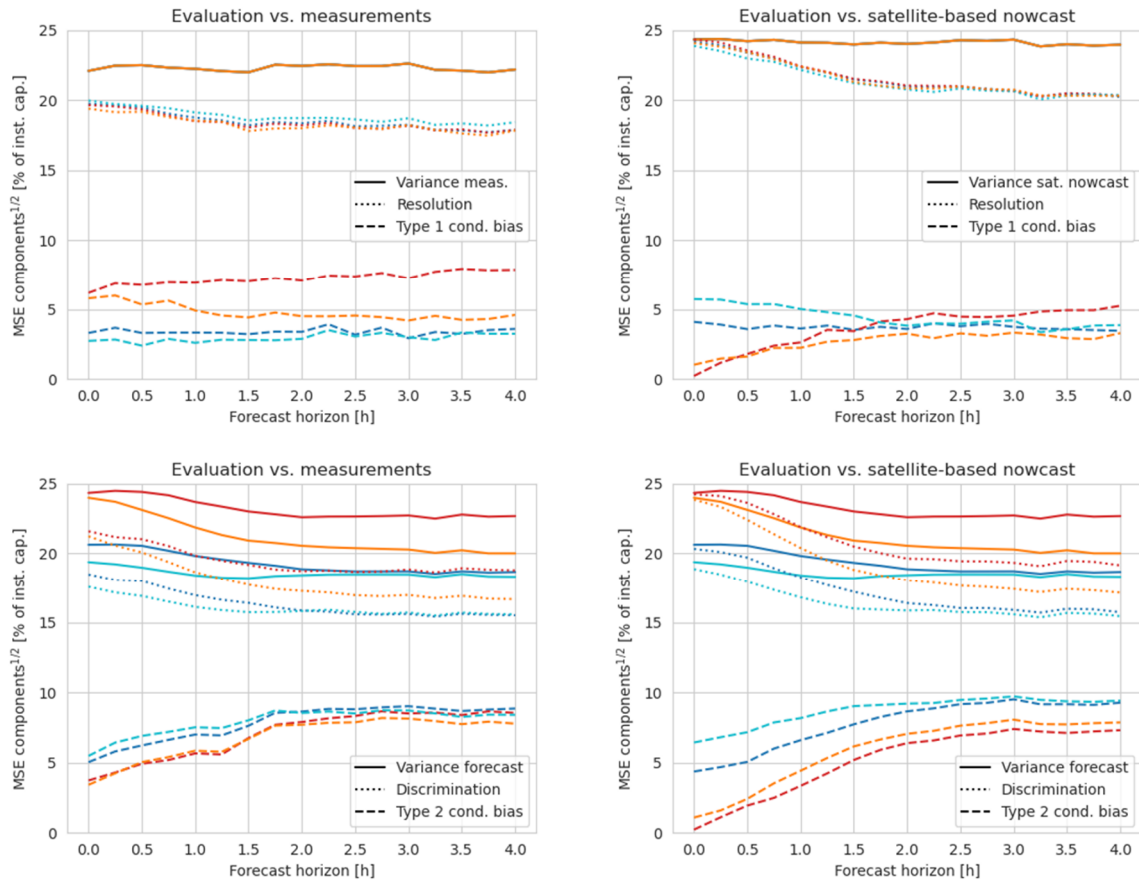 Evaluation vs. measurements
MSE components1/2 [% of inst. cap.]
25
20
15
10
5
0
Variance meas.
Resolution
Type 1 cond. bias
0.0 0.5 1.0 1.5 2.0 2.5 3.0 3.5 4.0
Forecast horizon [h]
Evaluation vs. satellite-based nowcast
MSE components1/2 [% of inst. cap.]
25
20
15
10
5
0
Variance sat. nowcast
Resolution
Type 1 cond. bias
0.0 0.5 1.0 1.5 2.0 2.5 3.0 3.5 4.0
Forecast horizon [h]
Evaluation vs. measurements
MSE components1/2 [% of inst. cap.]
25
20
15
10
5
0
Variance forecast
Discrimination
Type 2 cond. bias
0.0 0.5 1.0 1.5 2.0 2.5 3.0 3.5 4.0
Forecast horizon [h]
Evaluation vs. satellite-based nowcast
MSE components1/2 [% of inst. cap.]
25
20
15
10
5
0
Variance forecast
Discrimination
Type 2 cond. bias
0.0 0.5 1.0 1.5 2.0 2.5 3.0 3.5 4.0
Forecast horizon [h]